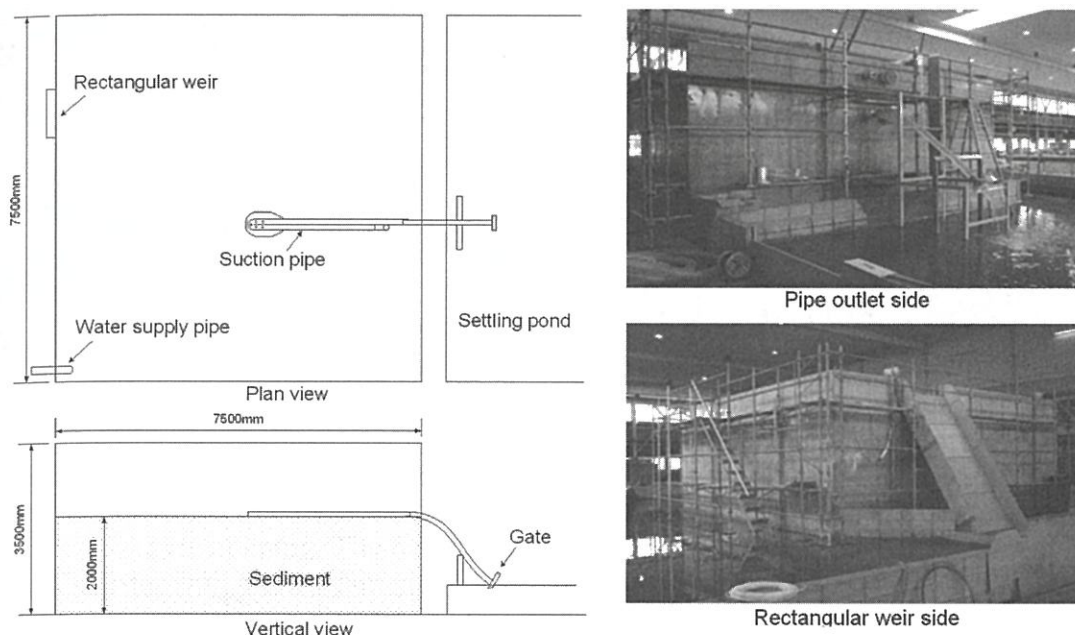 Rectangular weir
7500mm
Suction pipe
Settling pond
Water supply pipe
Plan view
7500mm
3500mm
2000mm
Sediment
Gate
Vertical view
Pipe outlet side
Rectangular weir side